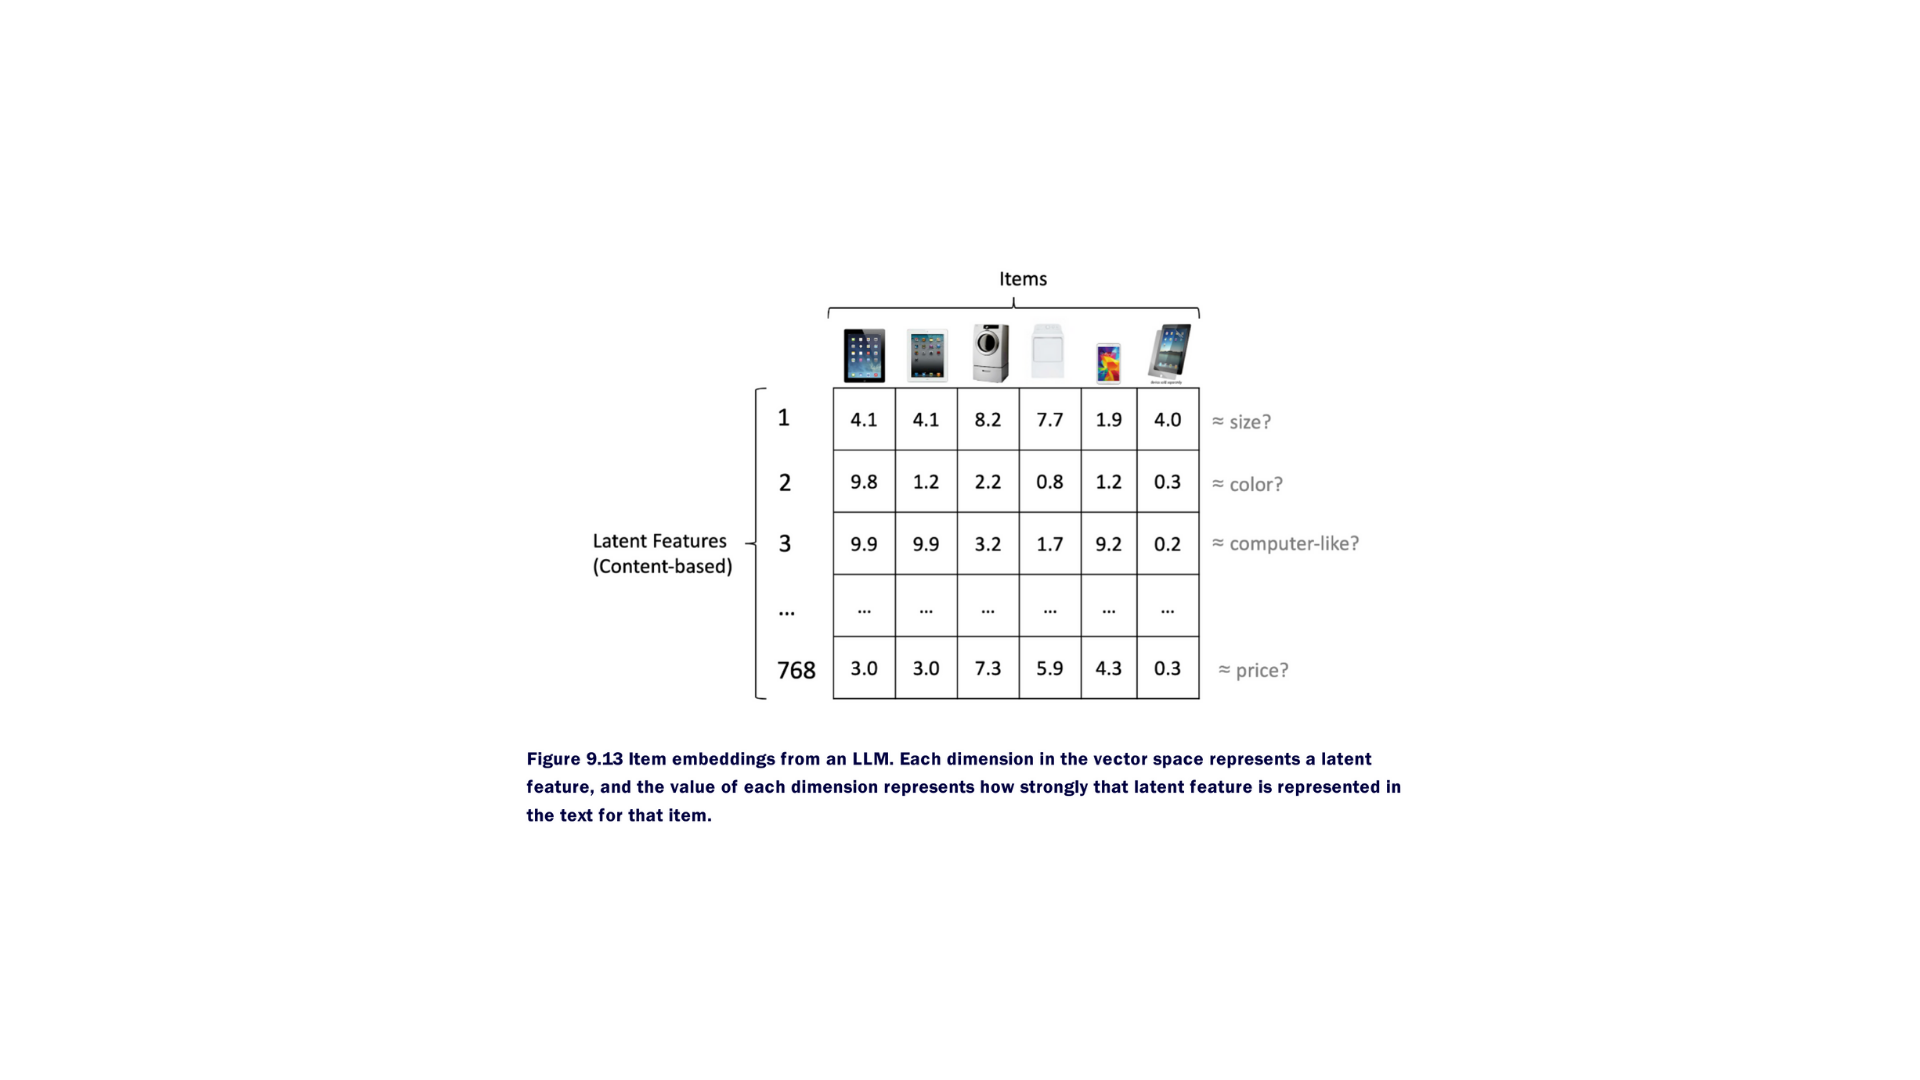 Items
1 4.1 4.1 8.2 7.7 1.9 4.0 ≈ size?
2 9.8 1.2 2.2 0.8 1.2 0.3 ≈ color?
Latent Features
(Content-based)
3 9.9 9.9 3.2 1.7 9.2 0.2 ≈ computer-like?
... ... ... ... ... ... ...
768 3.0 3.0 7.3 5.9 4.3 0.3 ≈ price?
Figure 9.13 Item embeddings from an LLM. Each dimension in the vector space represents a latent
feature, and the value of each dimension represents how strongly that latent feature is represented in
the text for that item.